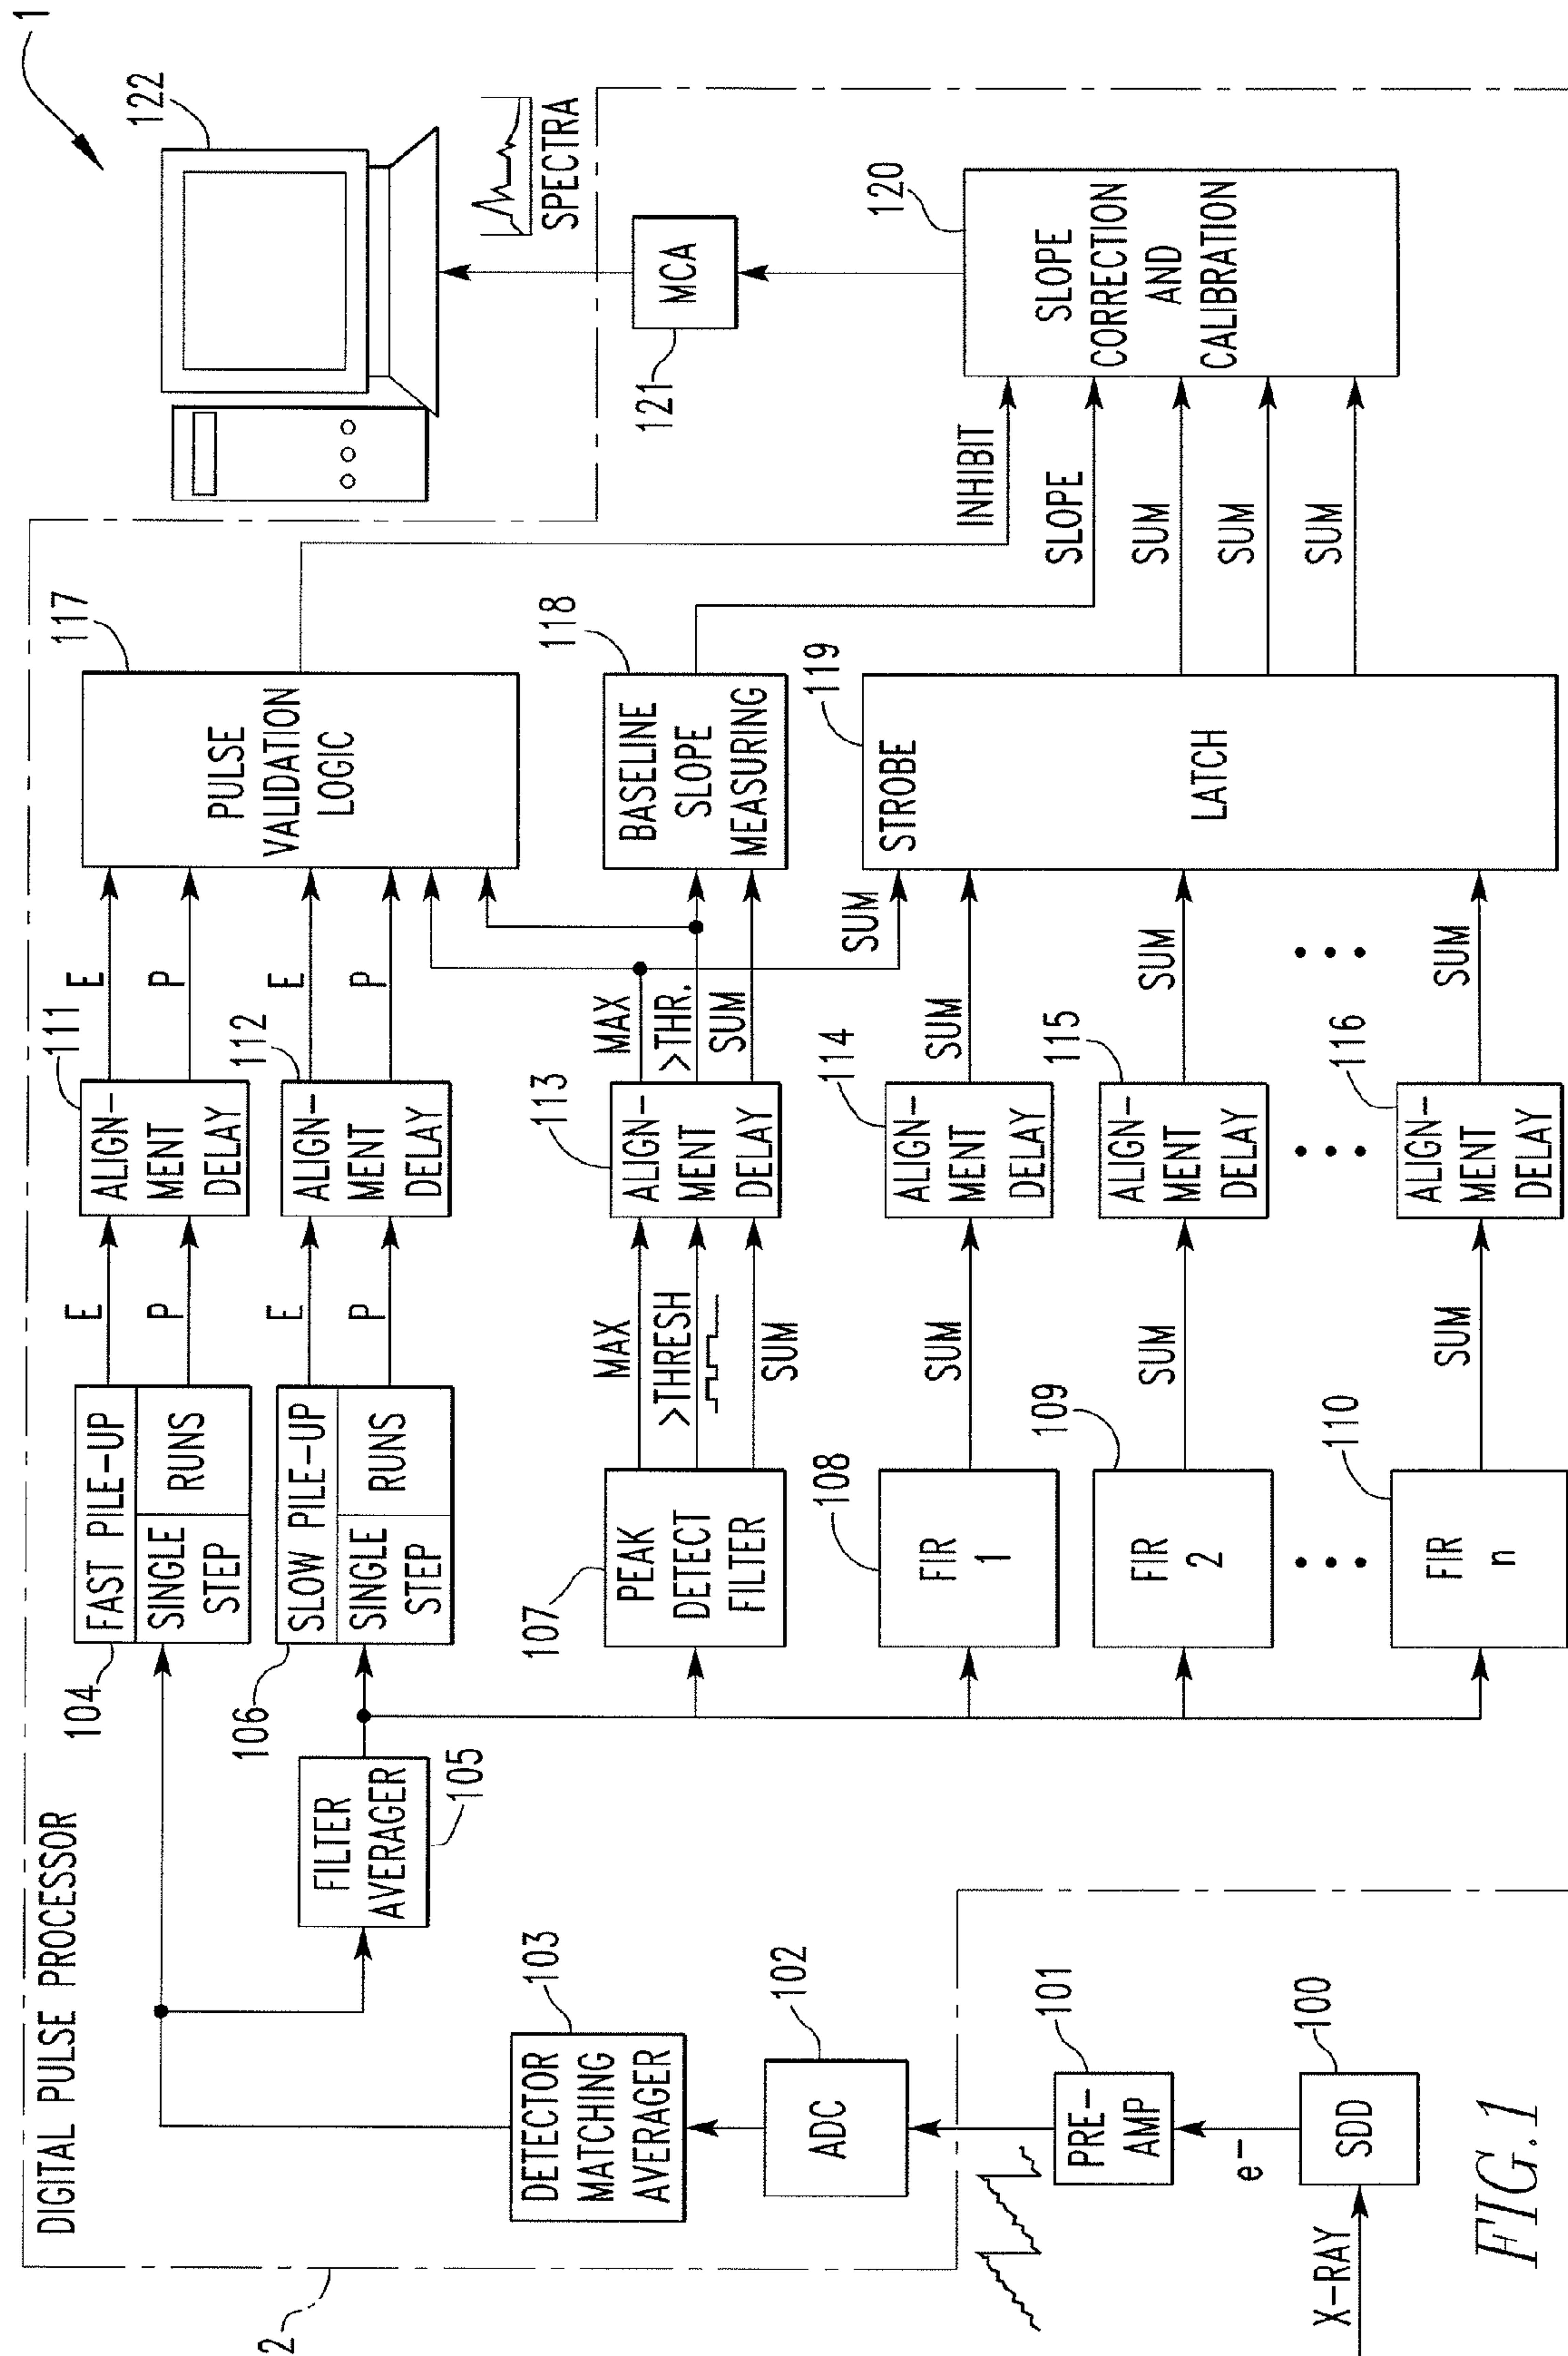 1
DIGITAL PULSE PROCESSOR
2
X-RAY
SDD
100
e–
PRE–
AMP
101
ADC
102
DETECTOR
MATCHING
AVERAGER
103
FILTER
AVERAGER
105
104
FAST PILE–UP
SINGLE
STEP
RUNS
E
P
ALIGN–
MENT
DELAY
111
E
P
106
SLOW PILE–UP
SINGLE
STEP
RUNS
E
P
ALIGN–
MENT
DELAY
112
E
P
PULSE
VALIDATION
LOGIC
117
107
PEAK
DETECT
FILTER
MAX
>THRESH
SUM
ALIGN–
MENT
DELAY
113
MAX
>THR.
SUM
BASELINE
SLOPE
MEASURING
118
SUM
108
FIR
1
SUM
ALIGN–
MENT
DELAY
114
SUM
109
FIR
2
SUM
ALIGN–
MENT
DELAY
115
SUM
110
FIR
n
SUM
ALIGN–
MENT
DELAY
116
SUM
STROBE
LATCH
119
INHIBIT
SLOPE
SUM
SUM
SUM
SLOPE
CORRECTION
AND
CALIBRATION
120
MCA
121
SPECTRA
122
FIG.1